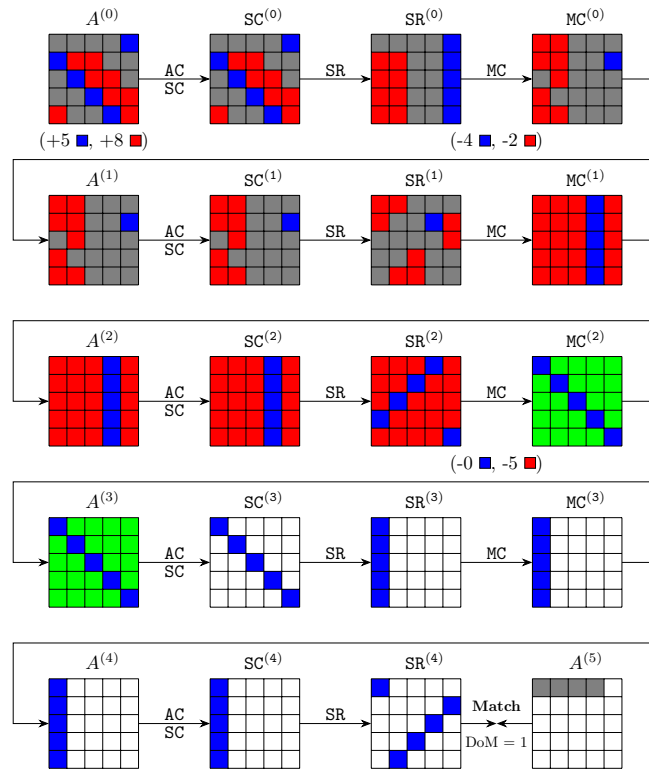 A^(0) SC^(0) SR^(0) MC^(0)
AC SR MC
SC
(+5 ■, +8 ■) (-4 ■, -2 ■)
A^(1) SC^(1) SR^(1) MC^(1)
AC SR MC
SC
A^(2) SC^(2) SR^(2) MC^(2)
AC SR MC
SC
(-0 ■, -5 ■)
A^(3) SC^(3) SR^(3) MC^(3)
AC SR MC
SC
A^(4) SC^(4) SR^(4) A^(5)
AC SR Match
SC DoM = 1